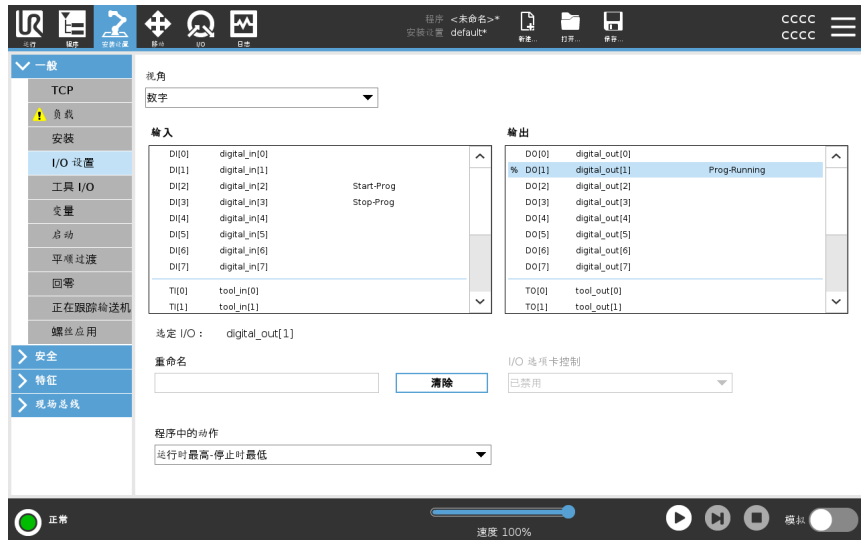 UR
程序 <未命名>*
安装设置 default*
CCCC
CCCC
运行 程序 安装设置 移动 I/O 日志 新建... 打开... 保存...
一般
TCP
负载
安装
I/O 设置
工具 I/O
变量
启动
平顺过渡
回零
正在跟踪输送机
螺丝应用
安全
特征
现场总线
视角
数字
输入
DI[0] digital_in[0]
DI[1] digital_in[1]
DI[2] digital_in[2] Start-Prog
DI[3] digital_in[3] Stop-Prog
DI[4] digital_in[4]
DI[5] digital_in[5]
DI[6] digital_in[6]
DI[7] digital_in[7]
TI[0] tool_in[0]
TI[1] tool_in[1]
输出
DO[0] digital_out[0]
% DO[1] digital_out[1] Prog-Running
DO[2] digital_out[2]
DO[3] digital_out[3]
DO[4] digital_out[4]
DO[5] digital_out[5]
DO[6] digital_out[6]
DO[7] digital_out[7]
TO[0] tool_out[0]
TO[1] tool_out[1]
选定 I/O： digital_out[1]
重命名
清除
I/O 选项卡控制
已禁用
程序中的动作
运行时最高-停止时最低
正常
速度 100%
模拟